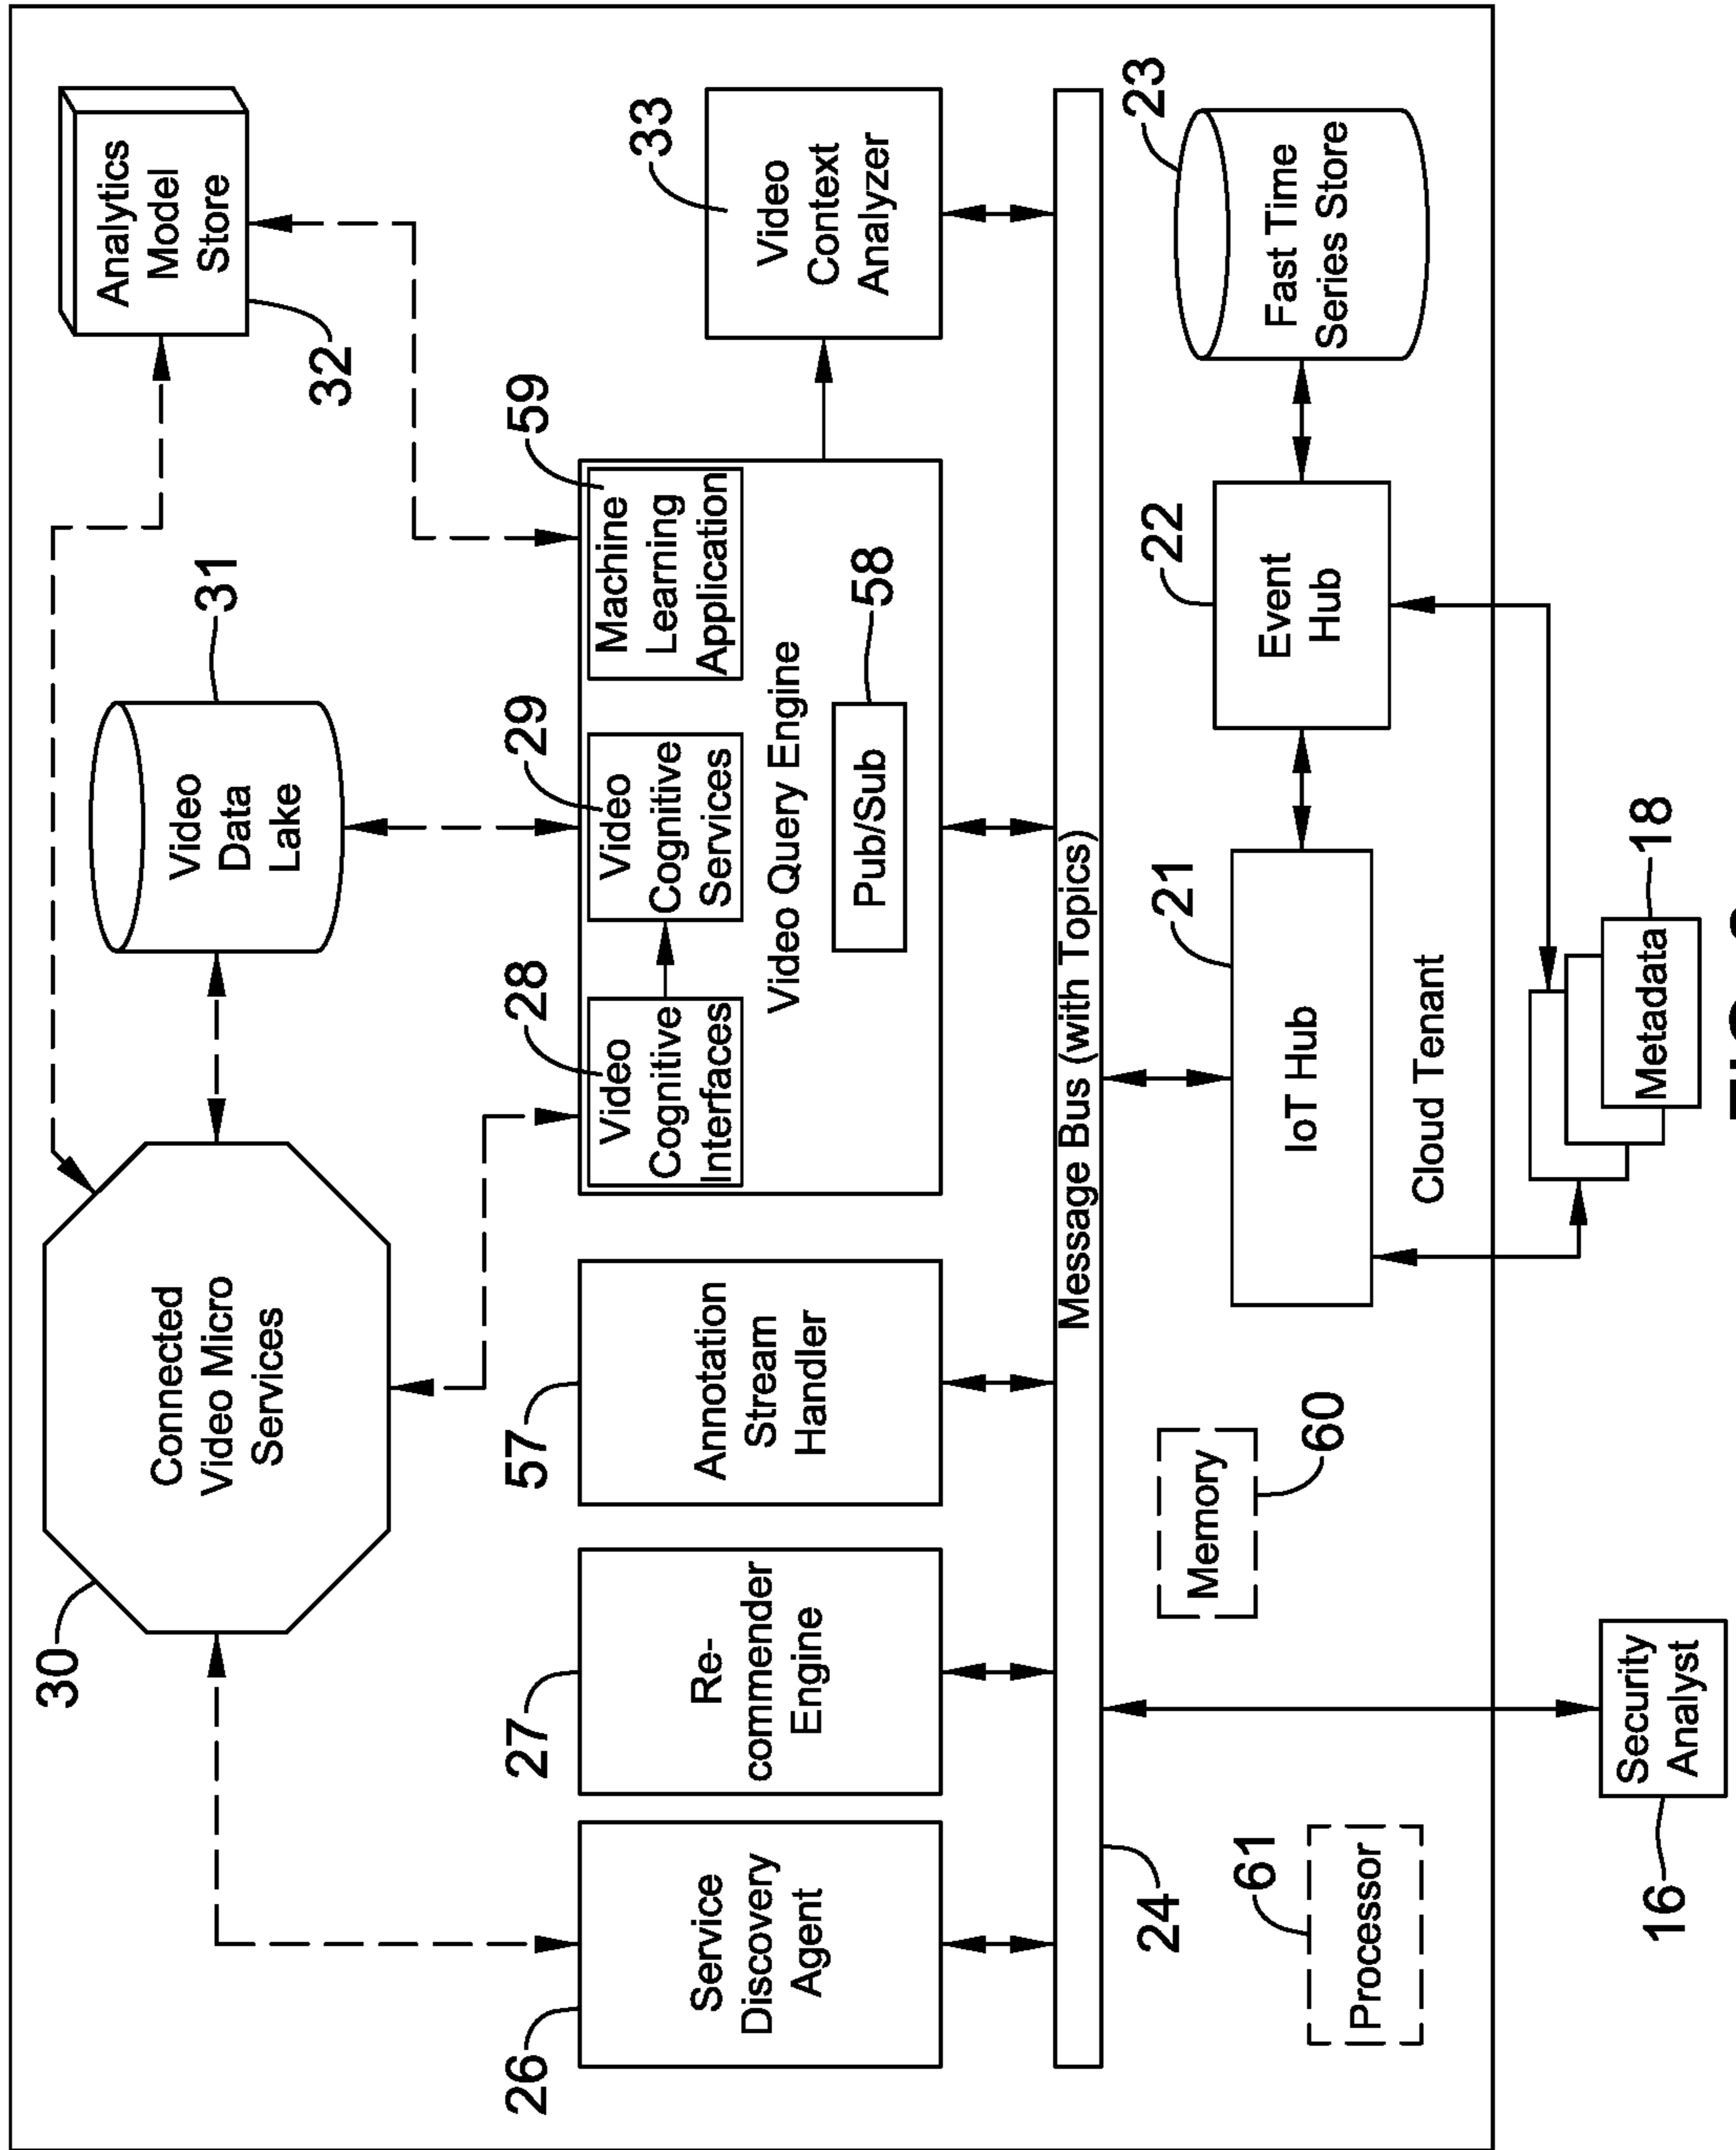 30
Connected
Video Micro
Services
Video
Data
Lake
31
Analytics
Model
Store
32
26
Service
Discovery
Agent
27
Re-
commender
Engine
57
Annotation
Stream
Handler
28
Video
Cognitive
Interfaces
29
Video
Cognitive
Services
59
Machine
Learning
Application
Video Query Engine
Pub/Sub
58
33
Video
Context
Analyzer
Message Bus (with Topics)
24
61
Processor
Memory
60
21
IoT Hub
22
Event
Hub
23
Fast Time
Series Store
Cloud Tenant
16
Security
Analyst
Metadata
18